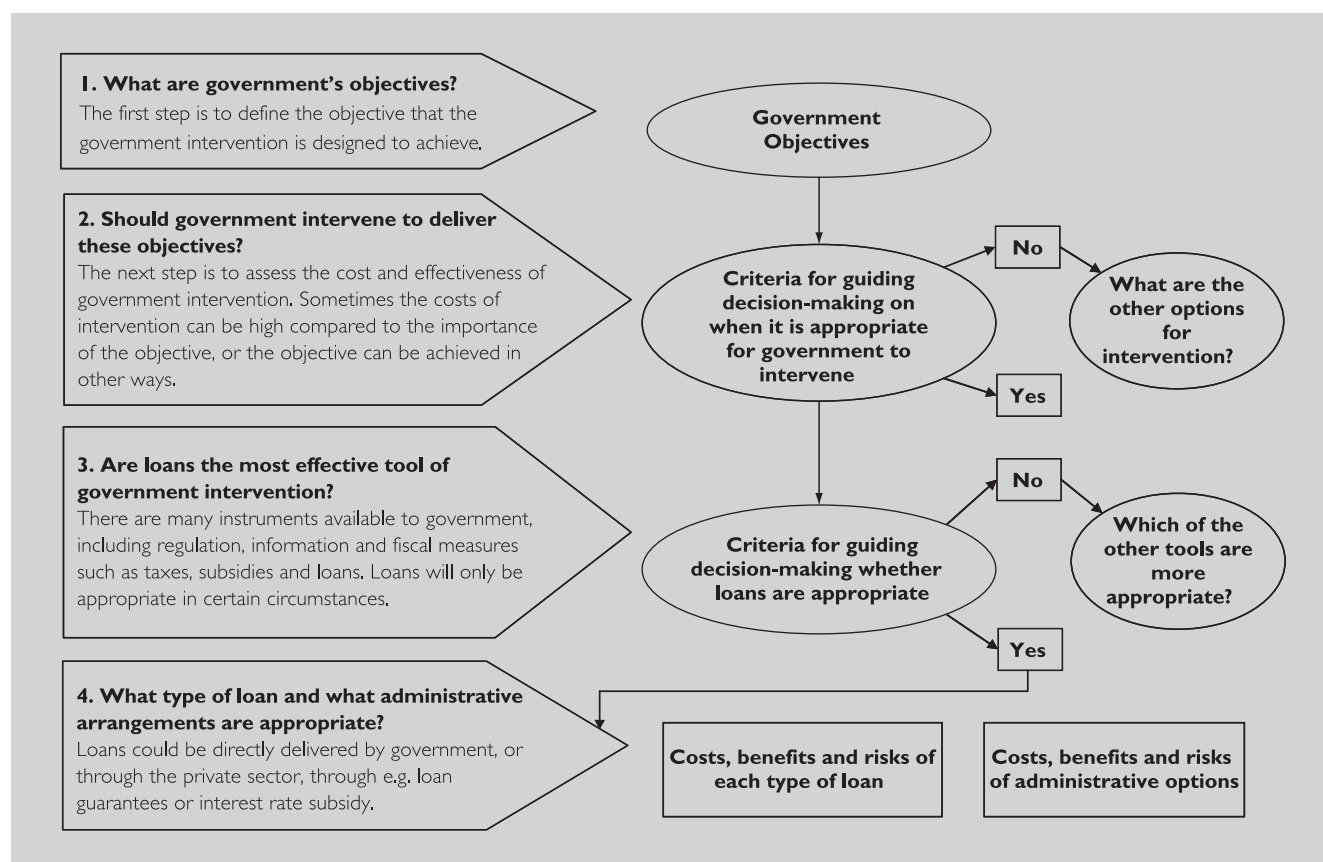 1. What are government's objectives?
The first step is to define the objective that the
government intervention is designed to achieve.
Government
Objectives
2. Should government intervene to deliver
these objectives?
The next step is to assess the cost and effectiveness of
government intervention. Sometimes the costs of
intervention can be high compared to the importance
of the objective, or the objective can be achieved in
other ways.
Criteria for guiding
decision-making on
when it is appropriate
for government to
intervene
No
What are the
other options
for
intervention?
Yes
3. Are loans the most effective tool of
government intervention?
There are many instruments available to government,
including regulation, information and fiscal measures
such as taxes, subsidies and loans. Loans will only be
appropriate in certain circumstances.
Criteria for guiding
decision-making whether
loans are appropriate
No
Which of the
other tools are
more
appropriate?
Yes
4. What type of loan and what administrative
arrangements are appropriate?
Loans could be directly delivered by government, or
through the private sector, through e.g. loan
guarantees or interest rate subsidy.
Costs, benefits and risks of
each type of loan
Costs, benefits and risks
of administrative options